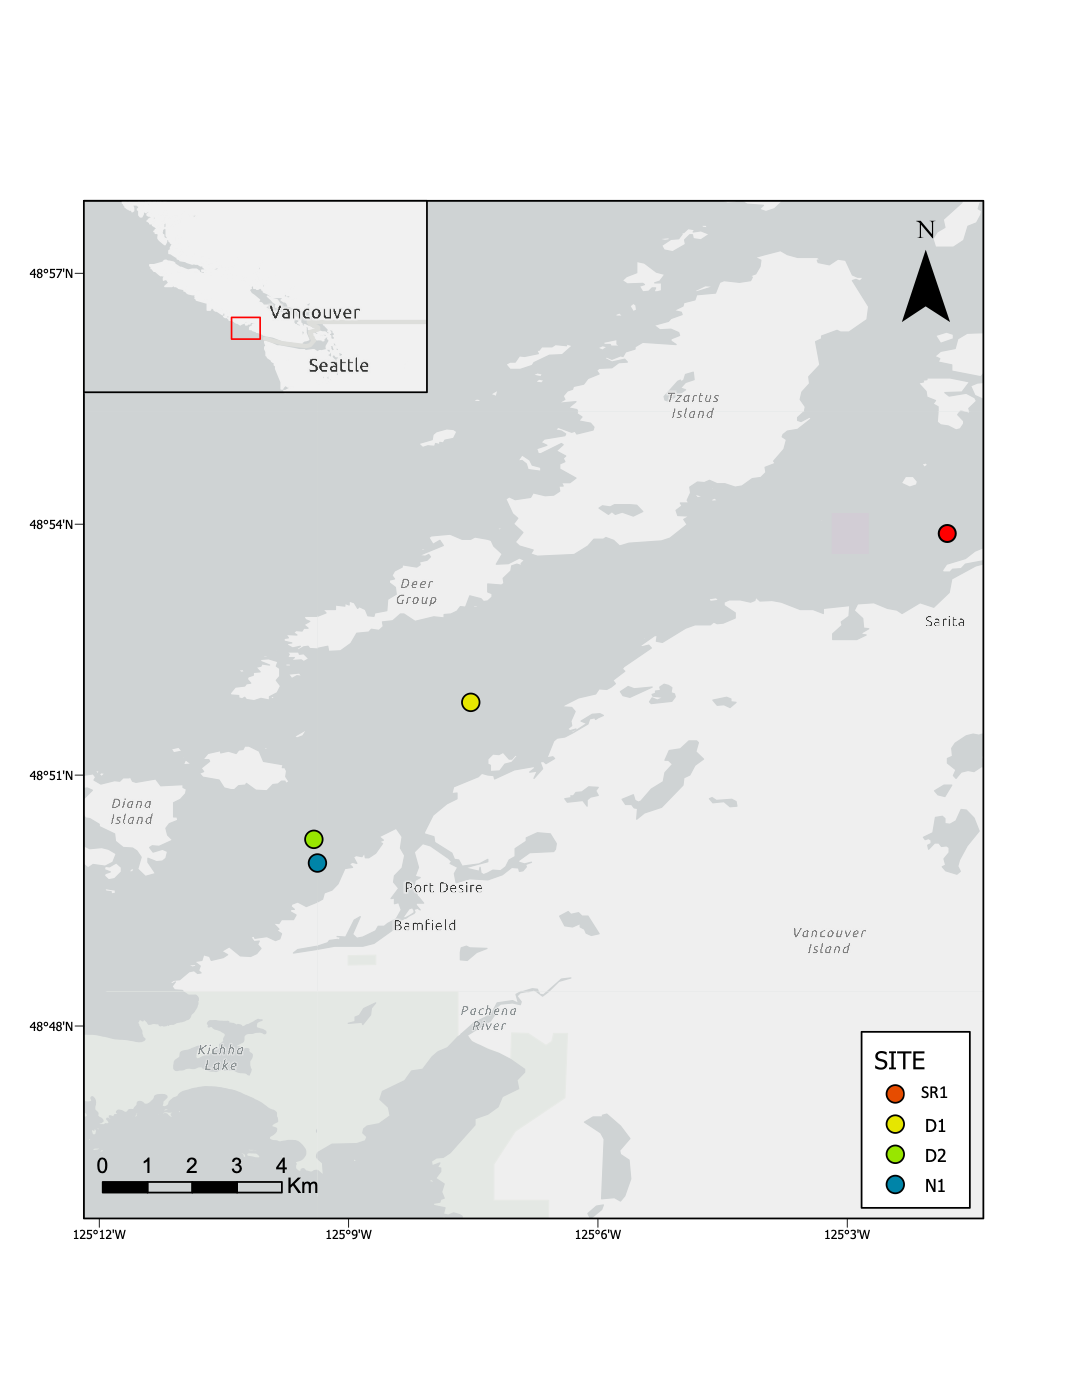 N
48°57'N
Vancouver
Seattle
Tzartus
Island
48°54'N
Deer
Group
Sarita
48°51'N
Diana
Island
Port Desire
Bamfield
Vancouver
Island
Pachena
River
48°48'N
Kichha
Lake
SITE
SR1
D1
D2
N1
0 1 2 3 4
Km
125°12'W 125°9'W 125°6'W 125°3'W